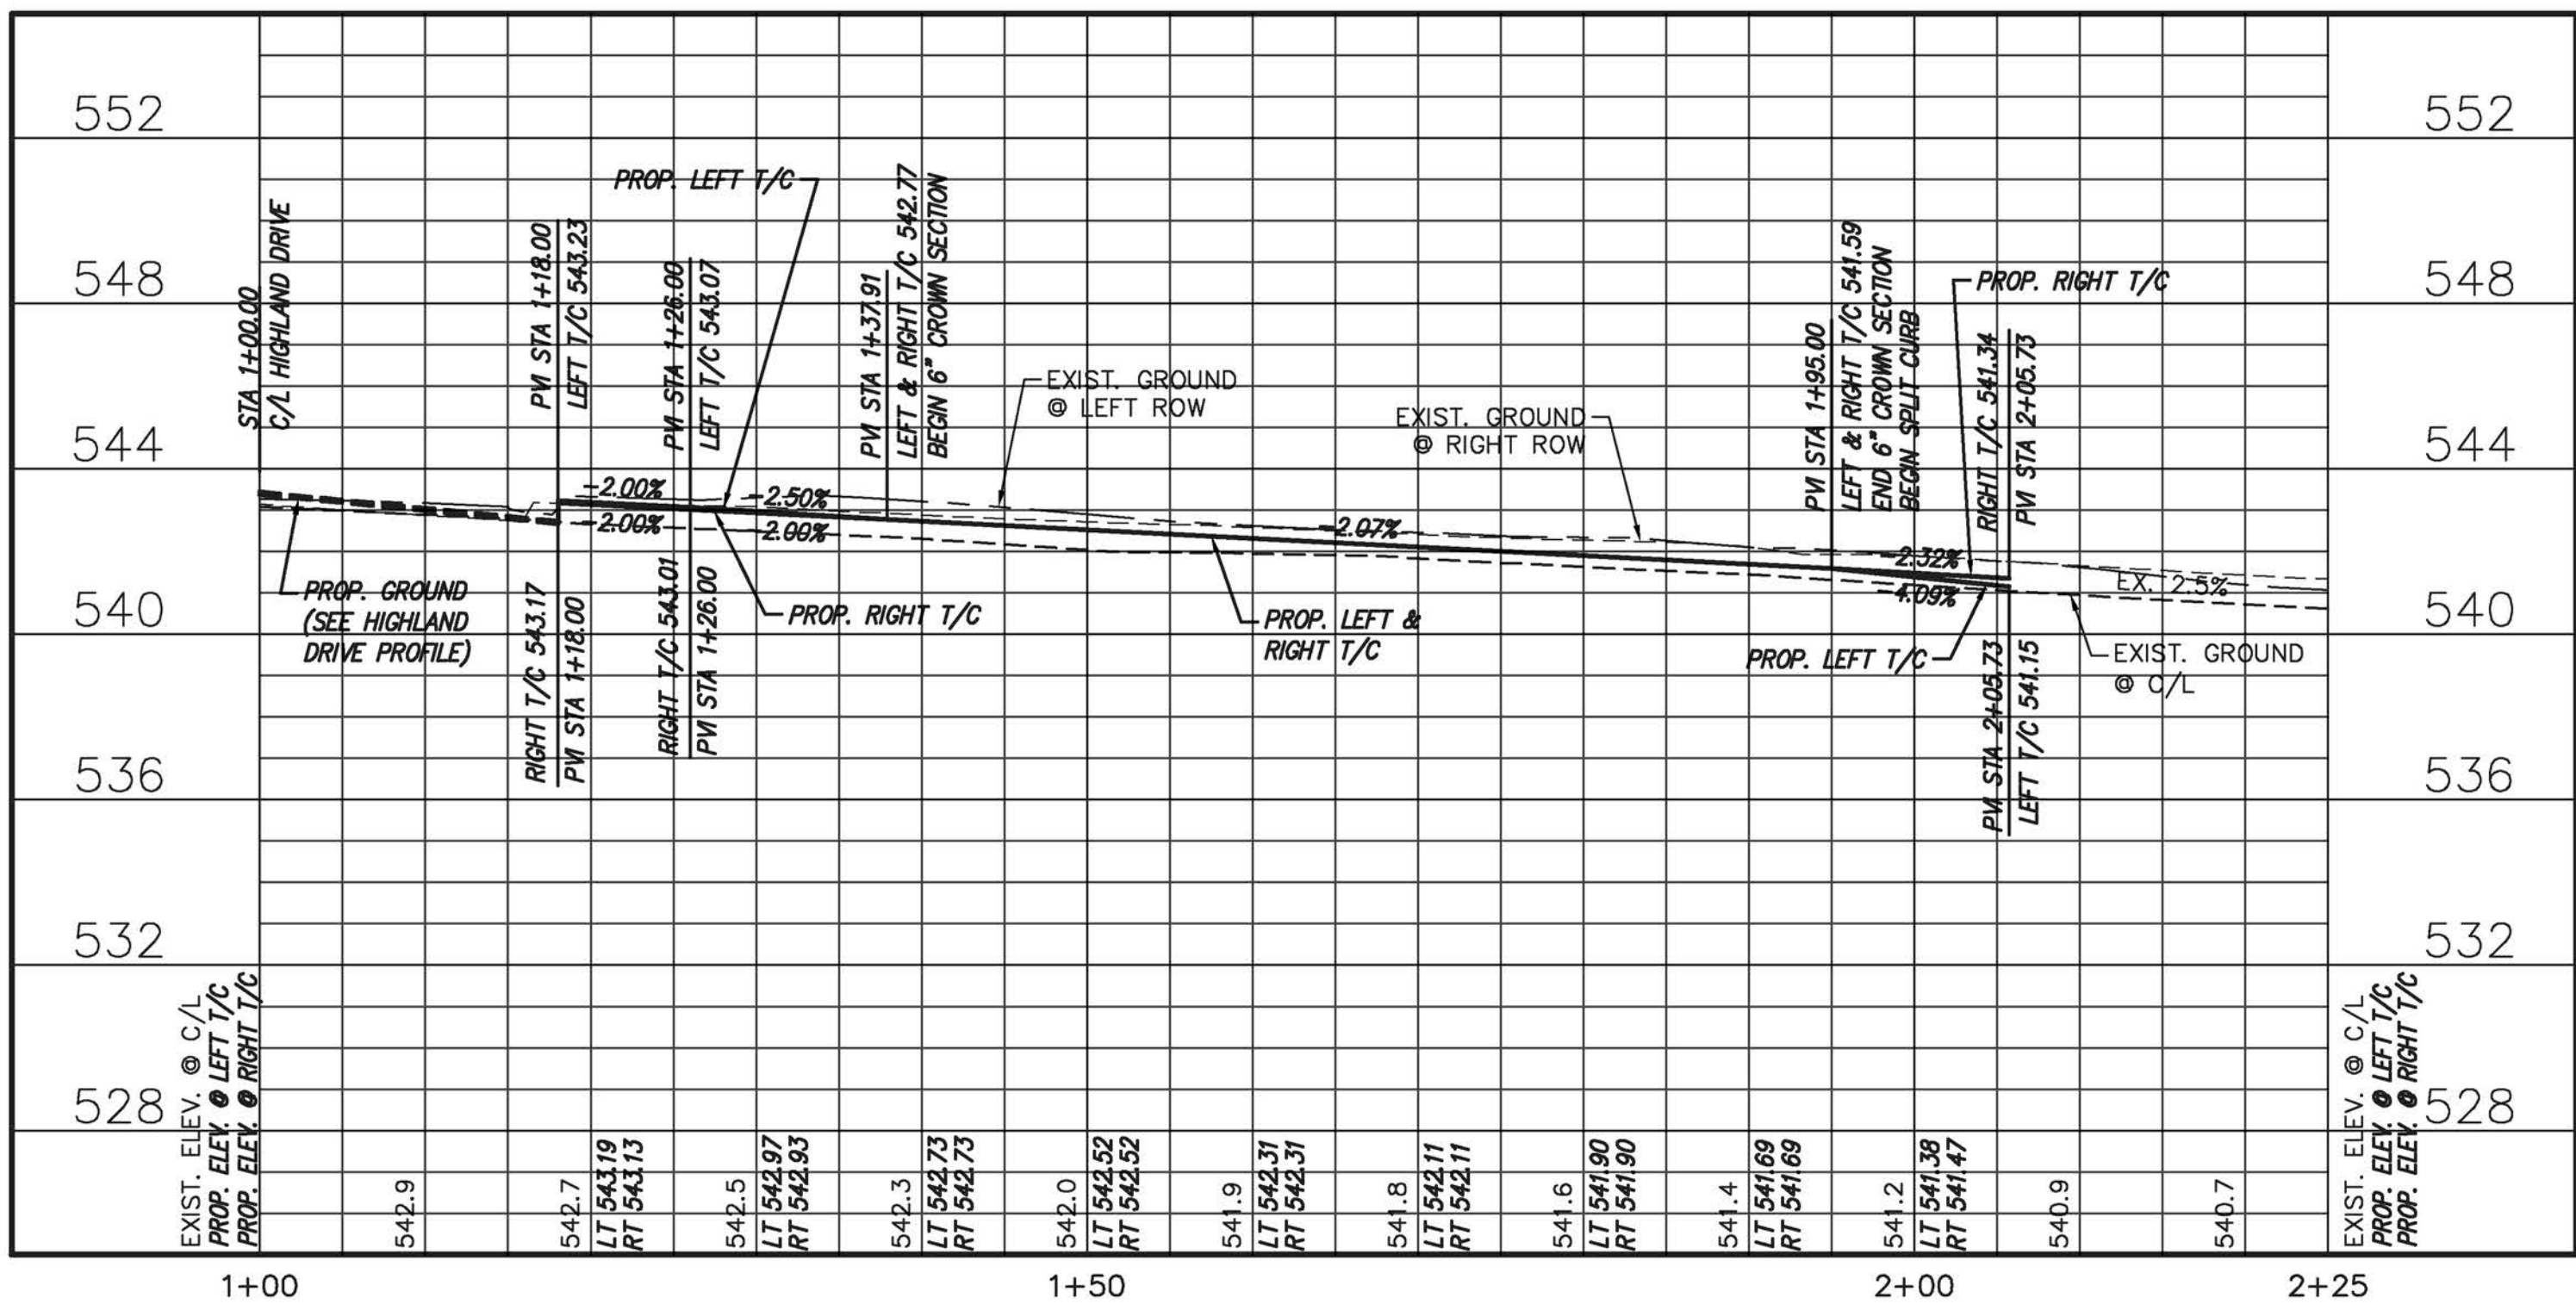 552
552
548
548
544
544
540
540
536
536
532
532
528
528
STA 1+00.00
C/L HIGHLAND DRIVE
PVI STA 1+18.00
LEFT T/C 543.23
PROP. LEFT T/C
PVI STA 1+26.00
LEFT T/C 543.07
PVI STA 1+37.91
LEFT & RIGHT T/C 542.77
BEGIN 6" CROWN SECTION
EXIST. GROUND
@ LEFT ROW
EXIST. GROUND
@ RIGHT ROW
PVI STA 1+95.00
LEFT & RIGHT T/C 541.59
END 6" CROWN SECTION
BEGIN SPLIT CURB
PROP. RIGHT T/C
RIGHT T/C 541.34
PVI STA 2+05.73
-2.00%
-2.50%
-2.00%
-2.00%
-2.07%
-2.32%
-4.09%
EX. 2.5%
PROP. GROUND
(SEE HIGHLAND
DRIVE PROFILE)
RIGHT T/C 543.17
PVI STA 1+18.00
RIGHT T/C 543.01
PVI STA 1+26.00
PROP. RIGHT T/C
PROP. LEFT &
RIGHT T/C
PROP. LEFT T/C
PVI STA 2+05.73
LEFT T/C 541.15
EXIST. GROUND
@ C/L
EXIST. ELEV. @ C/L
PROP. ELEV. @ LEFT T/C
PROP. ELEV. @ RIGHT T/C
542.9
542.7
LT 543.19
RT 543.13
542.5
LT 542.97
RT 542.93
542.3
LT 542.73
RT 542.73
542.0
LT 542.52
RT 542.52
541.9
LT 542.31
RT 542.31
541.8
LT 542.11
RT 542.11
541.6
LT 541.90
RT 541.90
541.4
LT 541.69
RT 541.69
541.2
LT 541.38
RT 541.47
540.9
540.7
EXIST. ELEV. @ C/L
PROP. ELEV. @ LEFT T/C
PROP. ELEV. @ RIGHT T/C
1+00
1+50
2+00
2+25